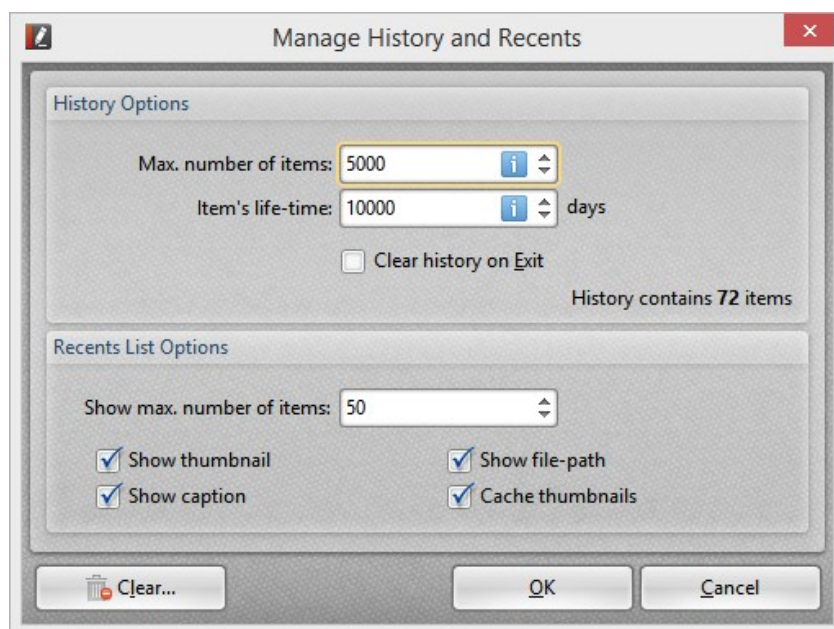 Manage History and Recents
History Options
Max. number of items: 5000
Item's life-time: 10000 days
Clear history on Exit
History contains 72 items
Recents List Options
Show max. number of items: 50
Show thumbnail Show file-path
Show caption Cache thumbnails
Clear... OK Cancel